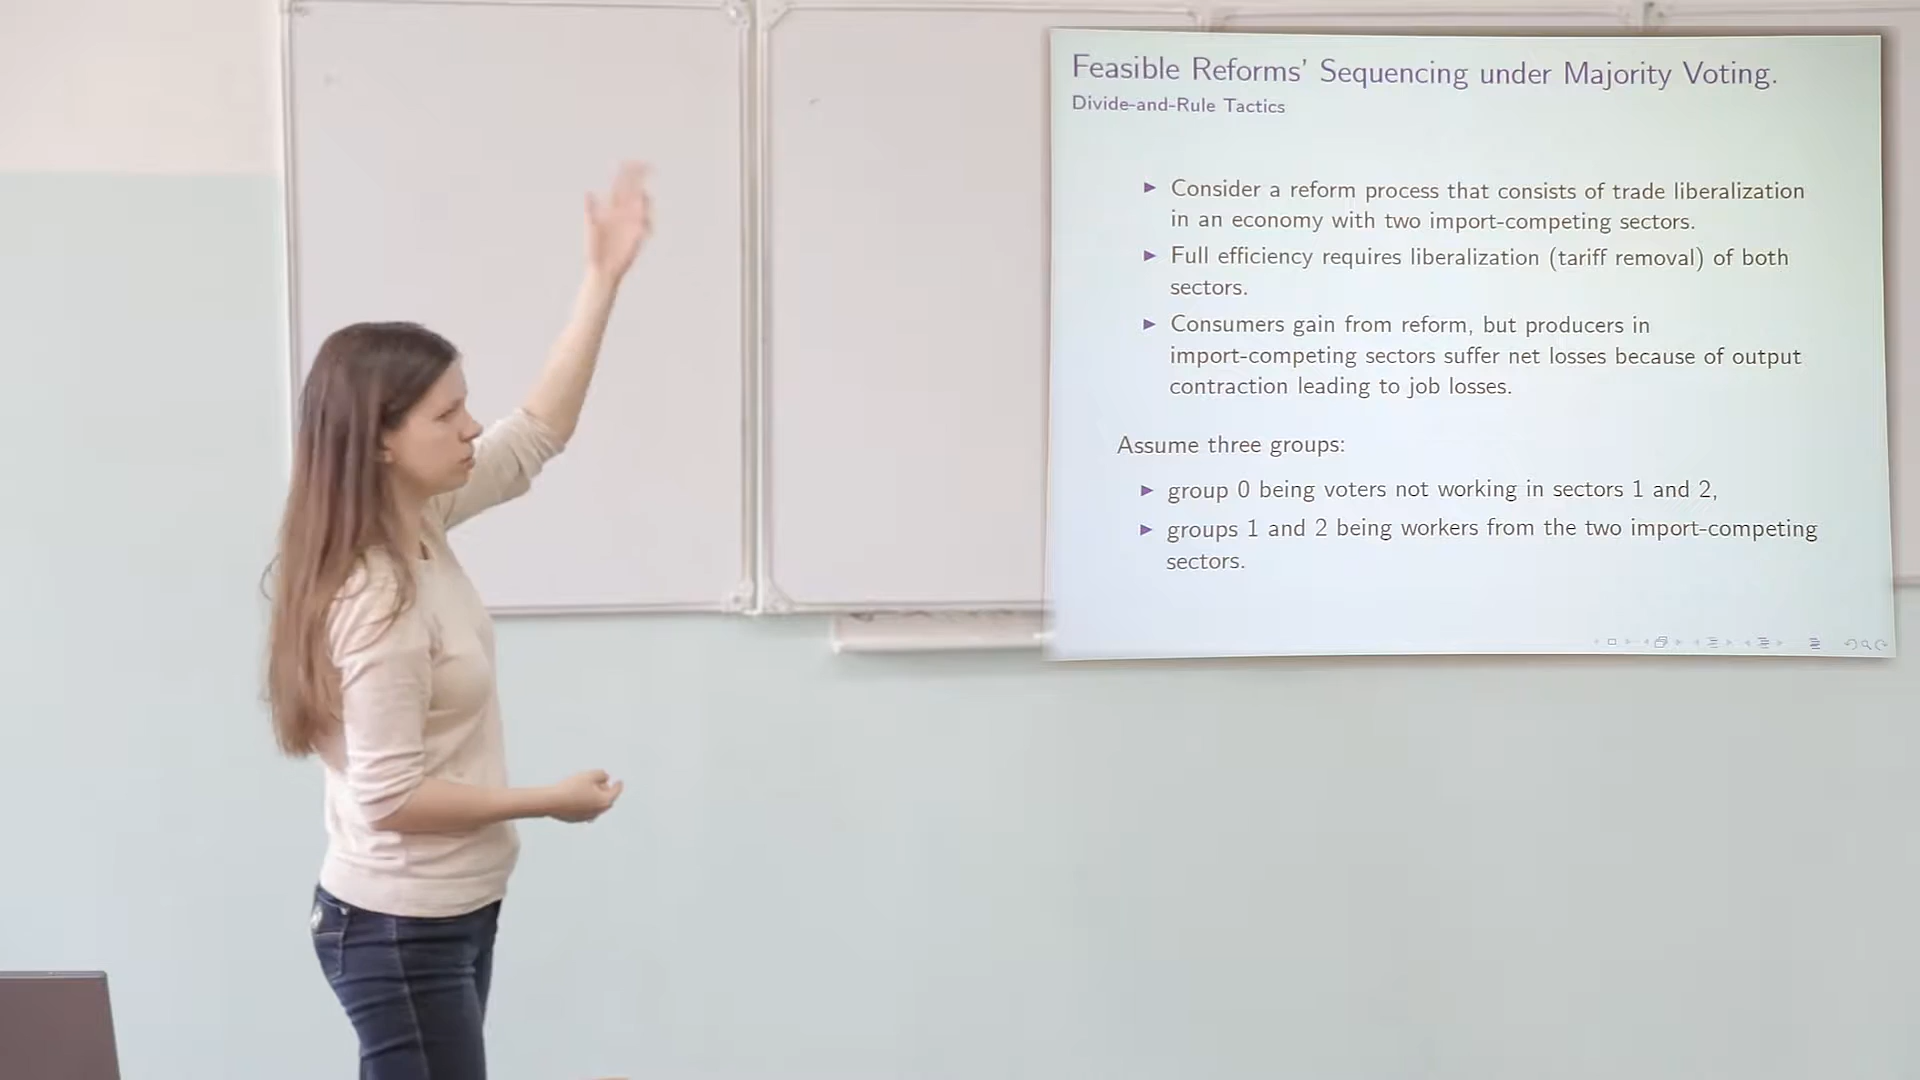 Feasible Reforms' Sequencing under Majority Voting.
Divide-and-Rule Tactics
► Consider a reform process that consists of trade liberalization
in an economy with two import-competing sectors.
► Full efficiency requires liberalization (tariff removal) of both
sectors.
► Consumers gain from reform, but producers in
import-competing sectors suffer net losses because of output
contraction leading to job losses.
Assume three groups:
► group 0 being voters not working in sectors 1 and 2,
► groups 1 and 2 being workers from the two import-competing
sectors.